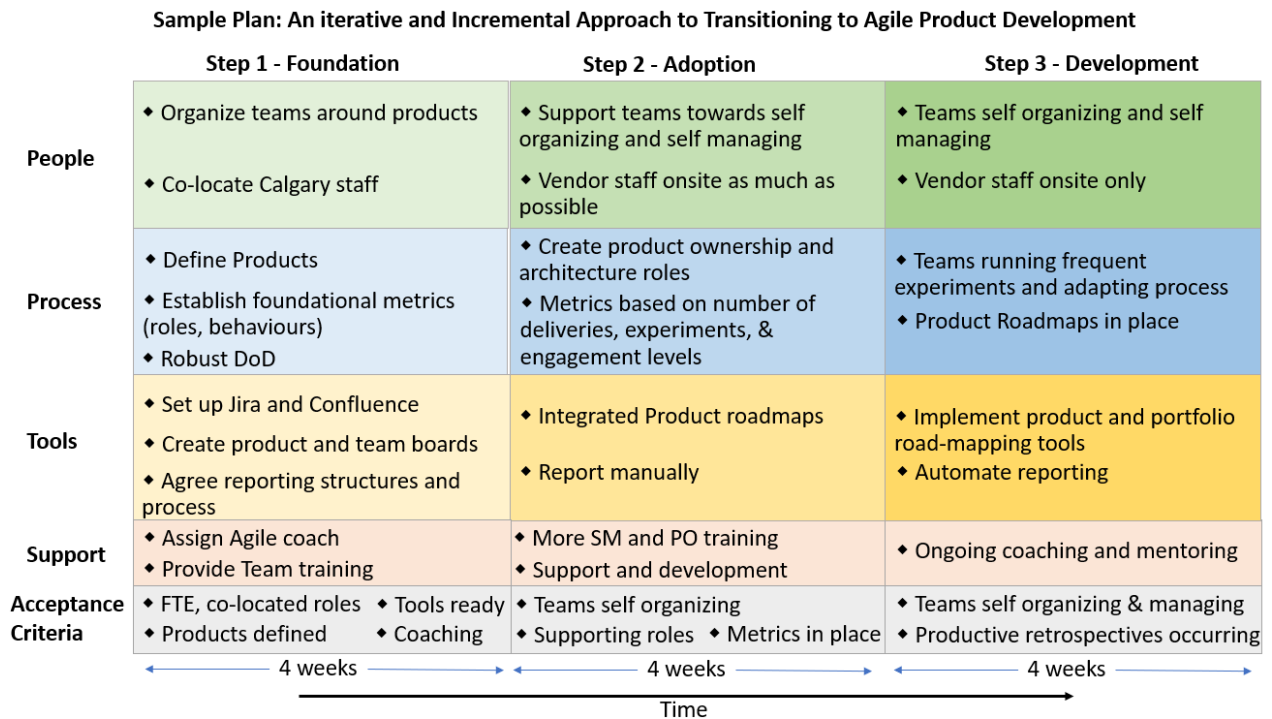 Sample Plan: An iterative and Incremental Approach to Transitioning to Agile Product Development
Step 1 - Foundation
Step 2 - Adoption
Step 3 - Development
People
◆ Organize teams around products
◆ Co-locate Calgary staff
◆ Support teams towards self
organizing and self managing
◆ Vendor staff onsite as much as
possible
◆ Teams self organizing and self
managing
◆ Vendor staff onsite only
Process
◆ Define Products
◆ Establish foundational metrics
(roles, behaviours)
◆ Robust DoD
◆ Create product ownership and
architecture roles
◆ Metrics based on number of
deliveries, experiments, &
engagement levels
◆ Teams running frequent
experiments and adapting process
◆ Product Roadmaps in place
Tools
◆ Set up Jira and Confluence
◆ Create product and team boards
◆ Agree reporting structures and
process
◆ Integrated Product roadmaps
◆ Report manually
◆ Implement product and portfolio
road-mapping tools
◆ Automate reporting
Support
◆ Assign Agile coach
◆ Provide Team training
◆ More SM and PO training
◆ Support and development
◆ Ongoing coaching and mentoring
Acceptance
Criteria
◆ FTE, co-located roles ◆ Tools ready
◆ Products defined ◆ Coaching
◆ Teams self organizing
◆ Supporting roles ◆ Metrics in place
◆ Teams self organizing & managing
◆ Productive retrospectives occurring
4 weeks
4 weeks
4 weeks
Time